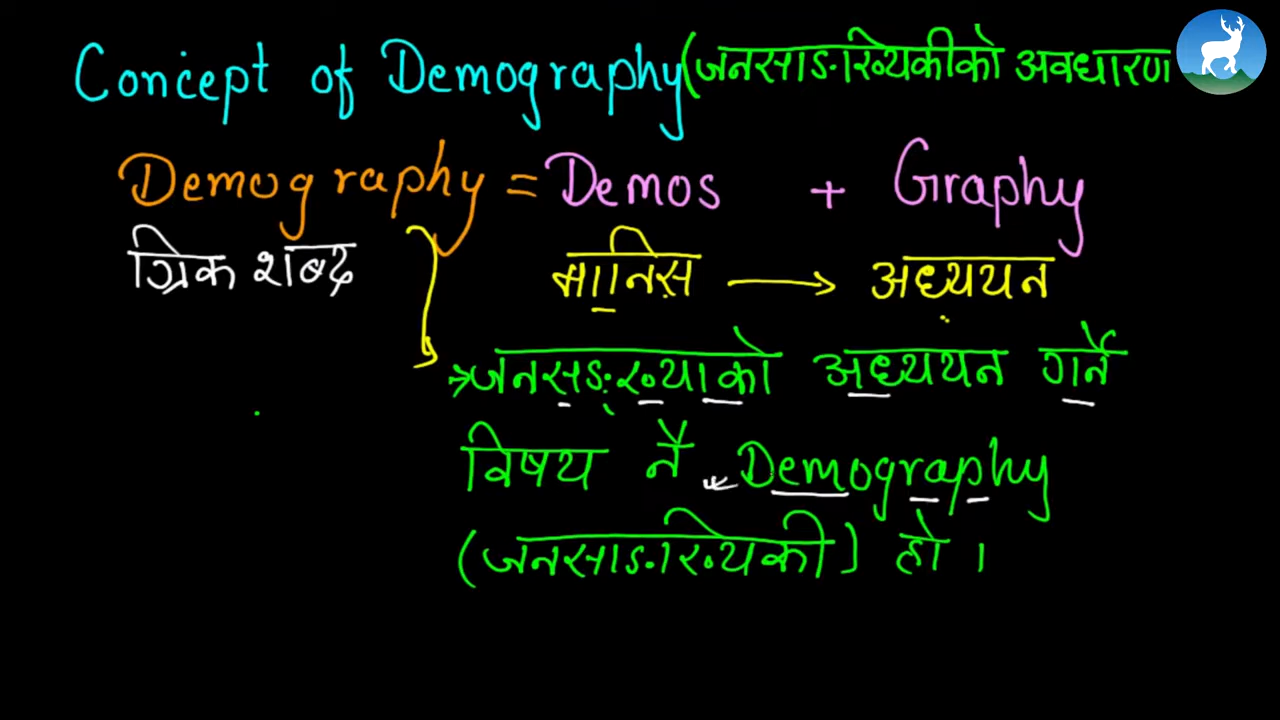 Concept of Demography (जनसाङ्ख्यिकीको अवधारण
Demography = Demos + Graphy
ग्रिक शब्द मानिस → अध्ययन
→ जनसङ्ख्याको अध्ययन गर्ने
विषय नै Demography
(जनसाङ्ख्यिकी) हो ।